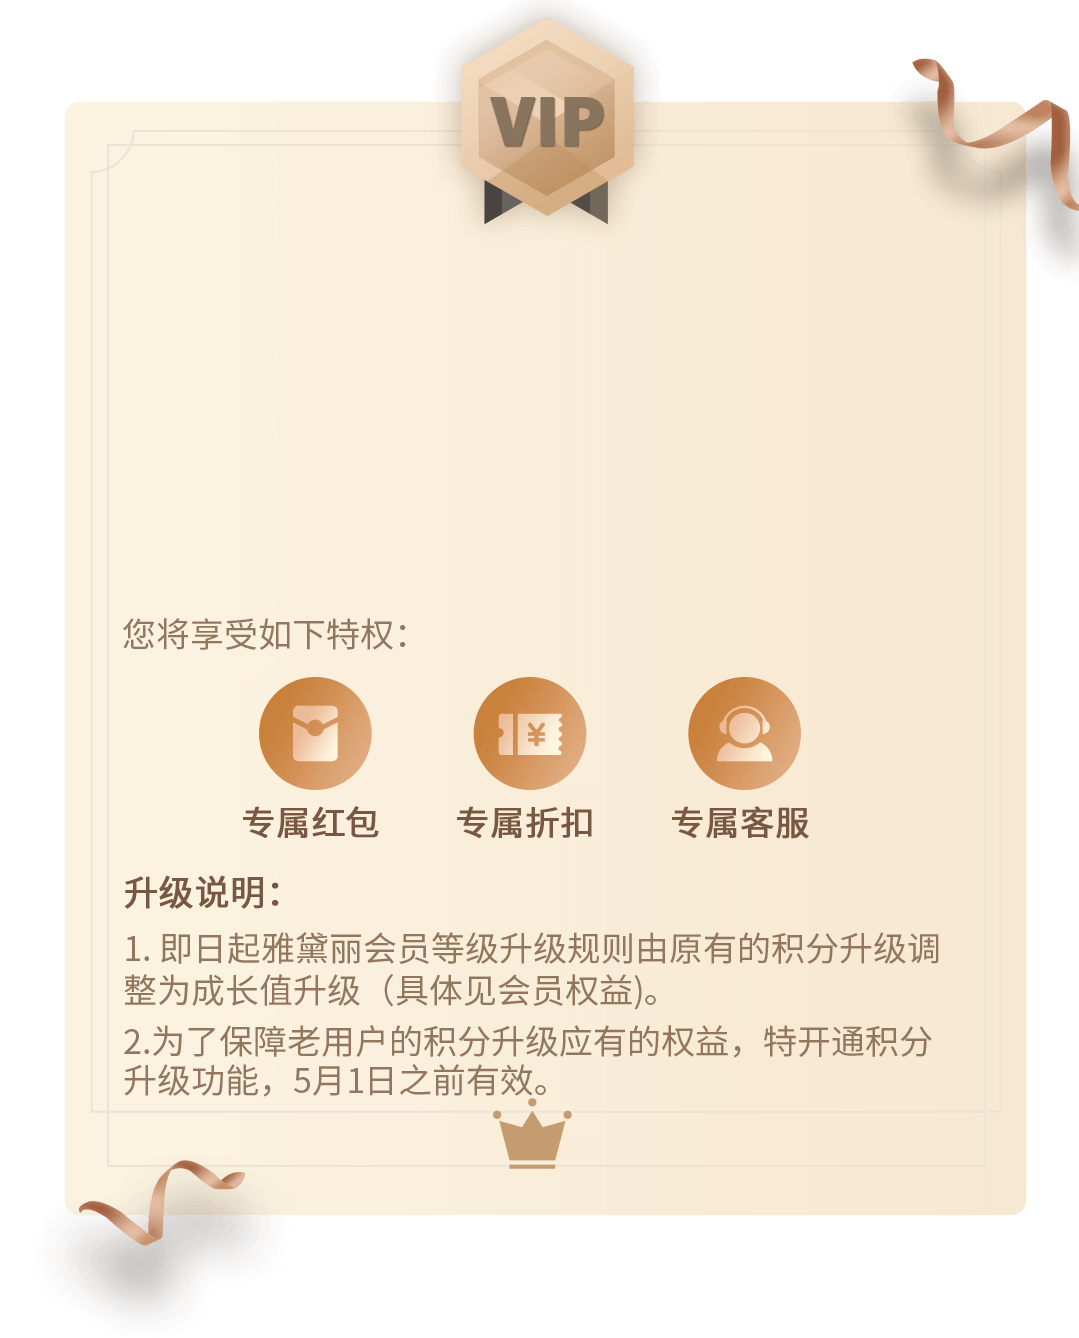 VIP
您将享受如下特权：
专属红包
专属折扣
专属客服
升级说明：
1. 即日起雅黛丽会员等级升级规则由原有的积分升级调
整为成长值升级（具体见会员权益)。
2.为了保障老用户的积分升级应有的权益，特开通积分
升级功能，5月1日之前有效。